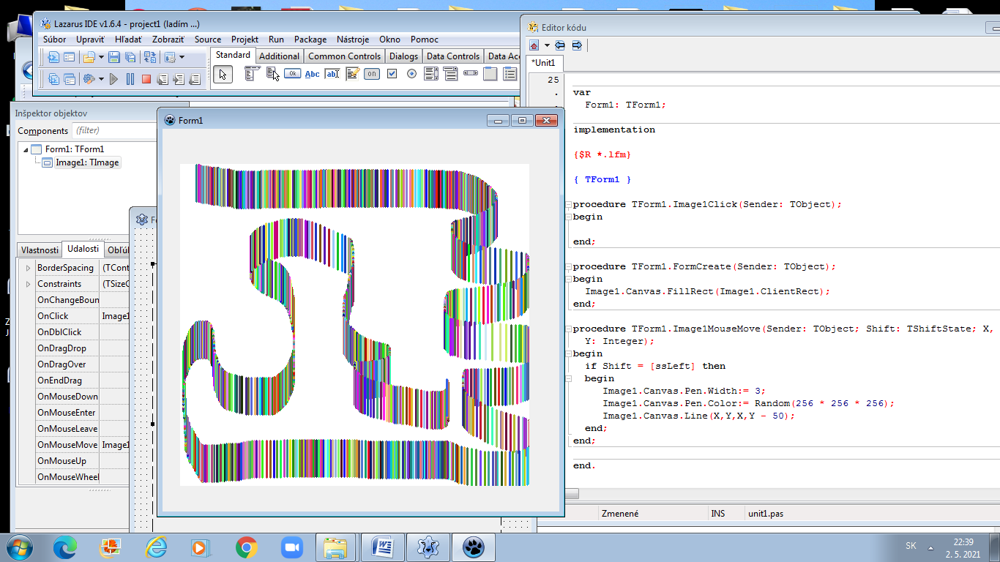 Lazarus IDE v1.6.4 - project1 (ladím ...)
Súbor Upraviť Hľadať Zobraziť Source Projekt Run Package Nástroje Okno Pomoc
Standard Additional Common Controls Dialogs Data Controls Data Acc
Ok Abc ab on
Inšpektor objektov
Components (filter)
Form1: TForm1
Image1: TImage
Vlastnosti Udalosti Obľúb
BorderSpacing (TCont
Constraints (TSizeC
OnChangeBoun
OnClick Image1
OnDblClick
OnDragDrop
OnDragOver
OnEndDrag
OnMouseDown
OnMouseEnter
OnMouseLeave
OnMouseMove Image1
OnMouseUp
OnMouseWheel
Form1
Editor kódu
*Unit1
25
var
Form1: TForm1;
implementation
{$R *.lfm}
{ TForm1 }
procedure TForm1.Image1Click(Sender: TObject);
begin
end;
procedure TForm1.FormCreate(Sender: TObject);
begin
Image1.Canvas.FillRect(Image1.ClientRect);
end;
procedure TForm1.Image1MouseMove(Sender: TObject; Shift: TShiftState; X,
Y: Integer);
begin
if Shift = [ssLeft] then
begin
Image1.Canvas.Pen.Width:= 3;
Image1.Canvas.Pen.Color:= Random(256 * 256 * 256);
Image1.Canvas.Line(X,Y,X,Y - 50);
end;
end;
end.
Zmenené INS unit1.pas
SK 22:39
2. 5. 2021